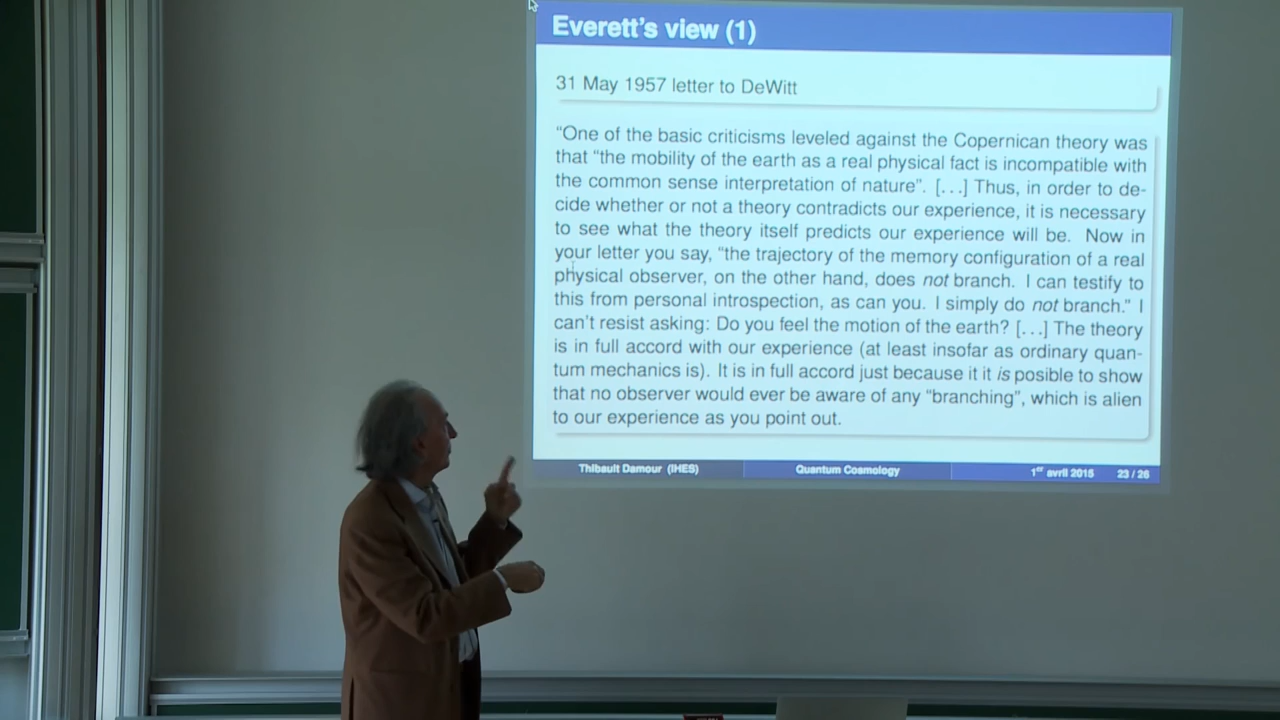 Everett's view (1)
31 May 1957 letter to DeWitt
"One of the basic criticisms leveled against the Copernican theory was
that "the mobility of the earth as a real physical fact is incompatible with
the common sense interpretation of nature". [...] Thus, in order to de-
cide whether or not a theory contradicts our experience, it is necessary
to see what the theory itself predicts our experience will be. Now in
your letter you say, "the trajectory of the memory configuration of a real
physical observer, on the other hand, does not branch. I can testify to
this from personal introspection, as can you. I simply do not branch." I
can't resist asking: Do you feel the motion of the earth? [...] The theory
is in full accord with our experience (at least insofar as ordinary quan-
tum mechanics is). It is in full accord just because it it is posible to show
that no observer would ever be aware of any "branching", which is alien
to our experience as you point out.
Thibault Damour (IHES) Quantum Cosmology 1er avril 2015 23 / 26